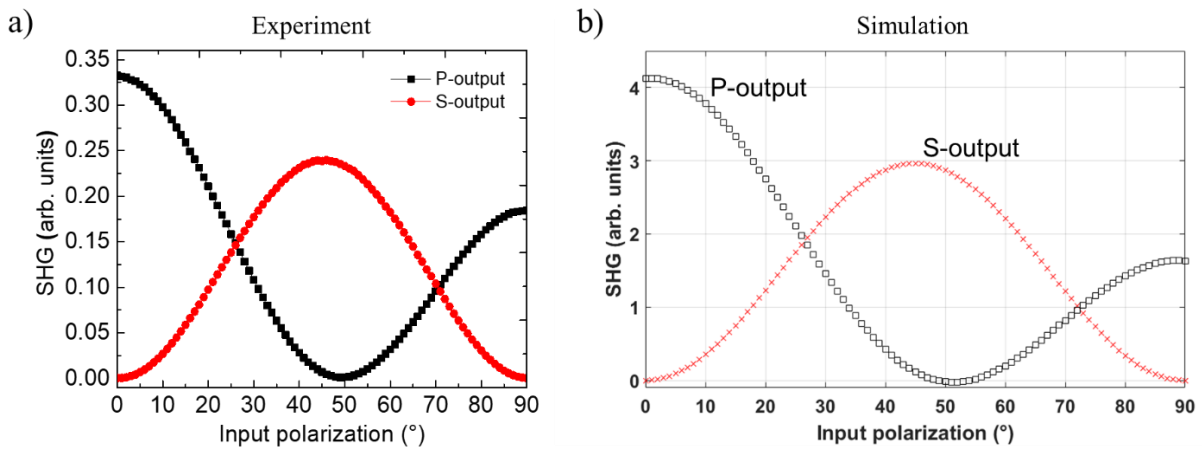 a)
Experiment
0.35
0.30
0.25
0.20
0.15
0.10
0.05
0.00
SHG (arb. units)
P-output
S-output
0 10 20 30 40 50 60 70 80 90
Input polarization (°)
b)
Simulation
4
3
2
1
0
SHG (arb. units)
P-output
S-output
0 10 20 30 40 50 60 70 80 90
Input polarization (°)